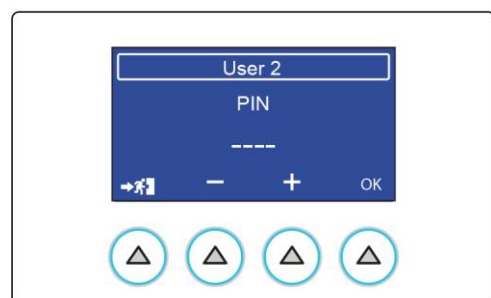 User 2
PIN
----
− + OK